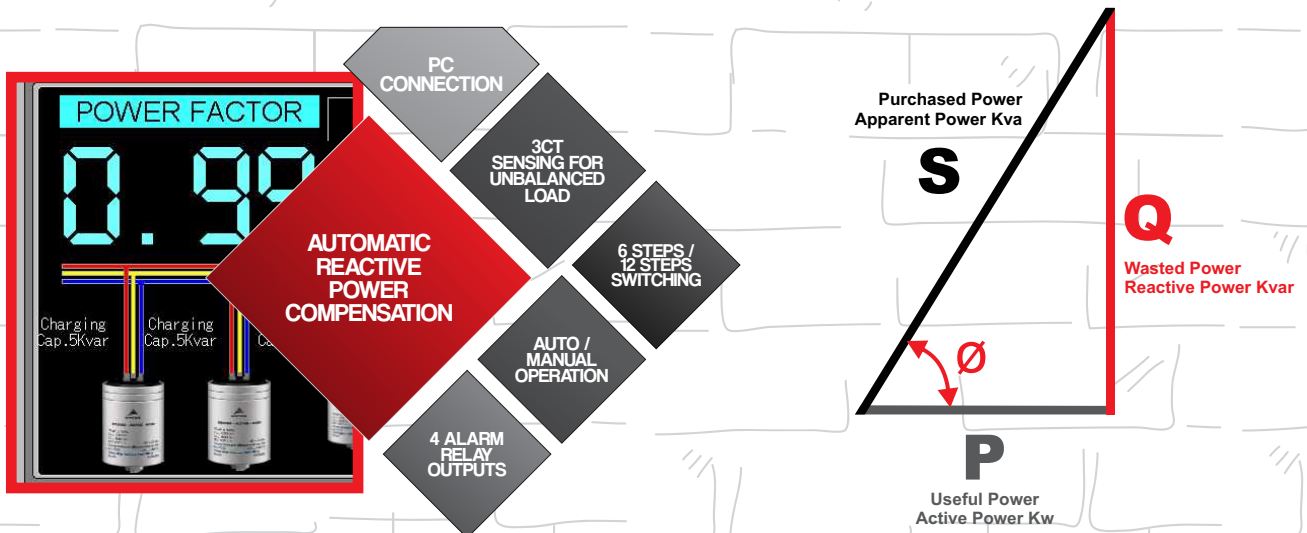 POWER FACTOR
0.99
Charging
Cap.5Kvar
Charging
Cap.5Kvar
AUTOMATIC
REACTIVE
POWER
COMPENSATION
PC
CONNECTION
3CT
SENSING FOR
UNBALANCED
LOAD
6 STEPS /
12 STEPS
SWITCHING
AUTO /
MANUAL
OPERATION
4 ALARM
RELAY
OUTPUTS
Purchased Power
Apparent Power Kva
S
Q
Wasted Power
Reactive Power Kvar
Ø
P
Useful Power
Active Power Kw